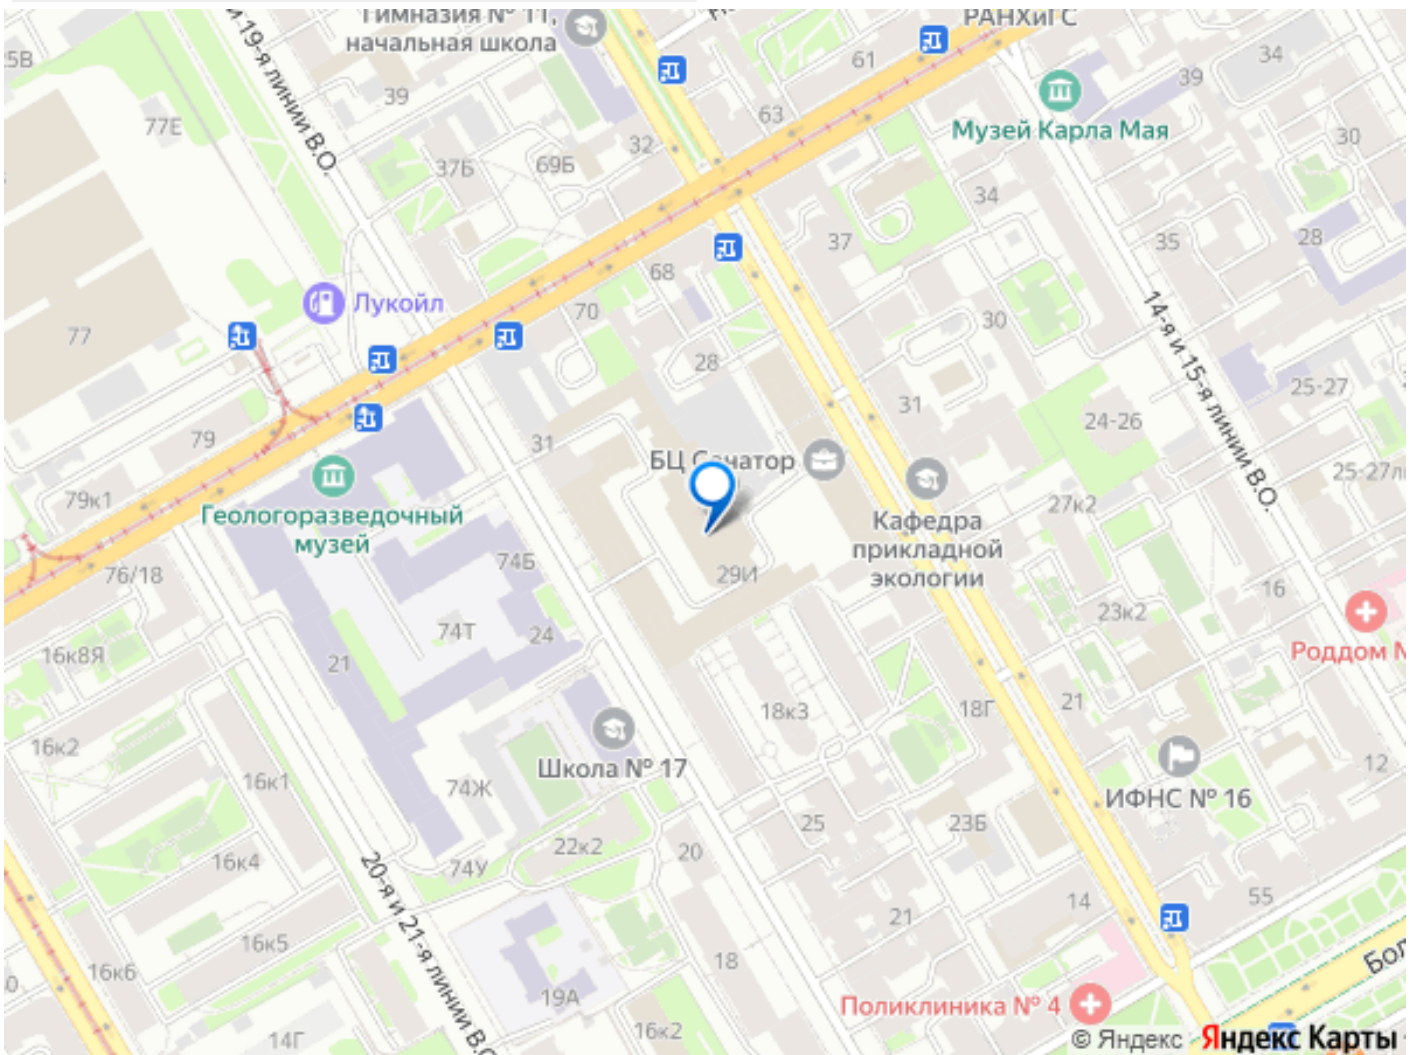 Гимназия № 11,
начальная школа
РАНХиГС
25В
и 19-я линии В.О.
39
77Е
61
34
39
63
Музей Карла Мая
30
32
37Б
69Б
34
37
35
28
68
Лукойл
70
30
14-я и 15-я линии В.О.
77
28
25-27
31
24-26
79
31
БЦ Сенатор
25-27л
79к1
Геологоразведочный
музей
27к2
Кафедра
прикладной
экологии
74Б
76/18
29И
16
23к2
74Т
24
16к8Я
21
Роддом №
18к3
18Г
21
16к2
Школа № 17
12
16к1
74Ж
ИФНС № 16
25
23Б
22к2
20
16к4
74У
20-я и 21-я линии В.О.
55
14
21
16к5
18
16к6
19А
Бол
Поликлиника № 4
16к2
14Г
© Яндекс Яндекс Карты